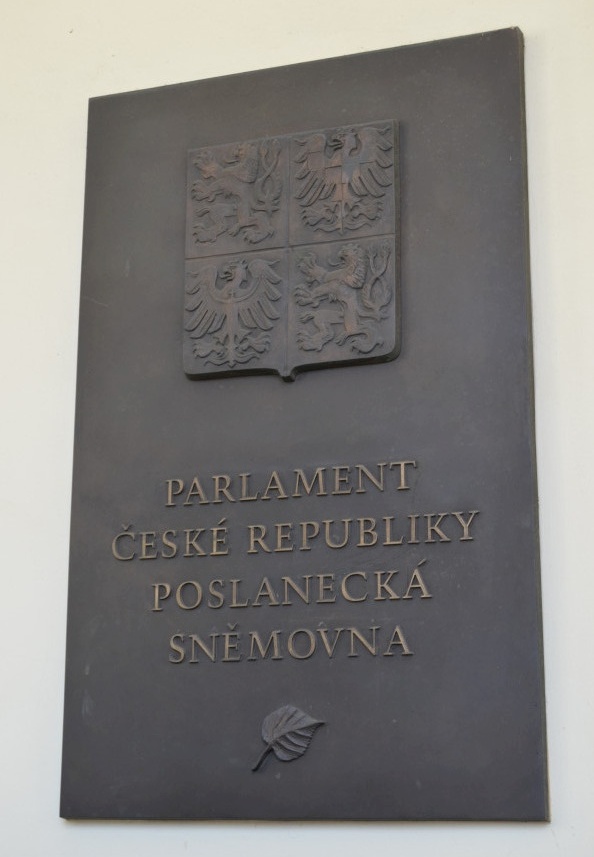 PARLAMENT
ČESKÉ REPUBLIKY
POSLANECKÁ
SNĚMOVNA